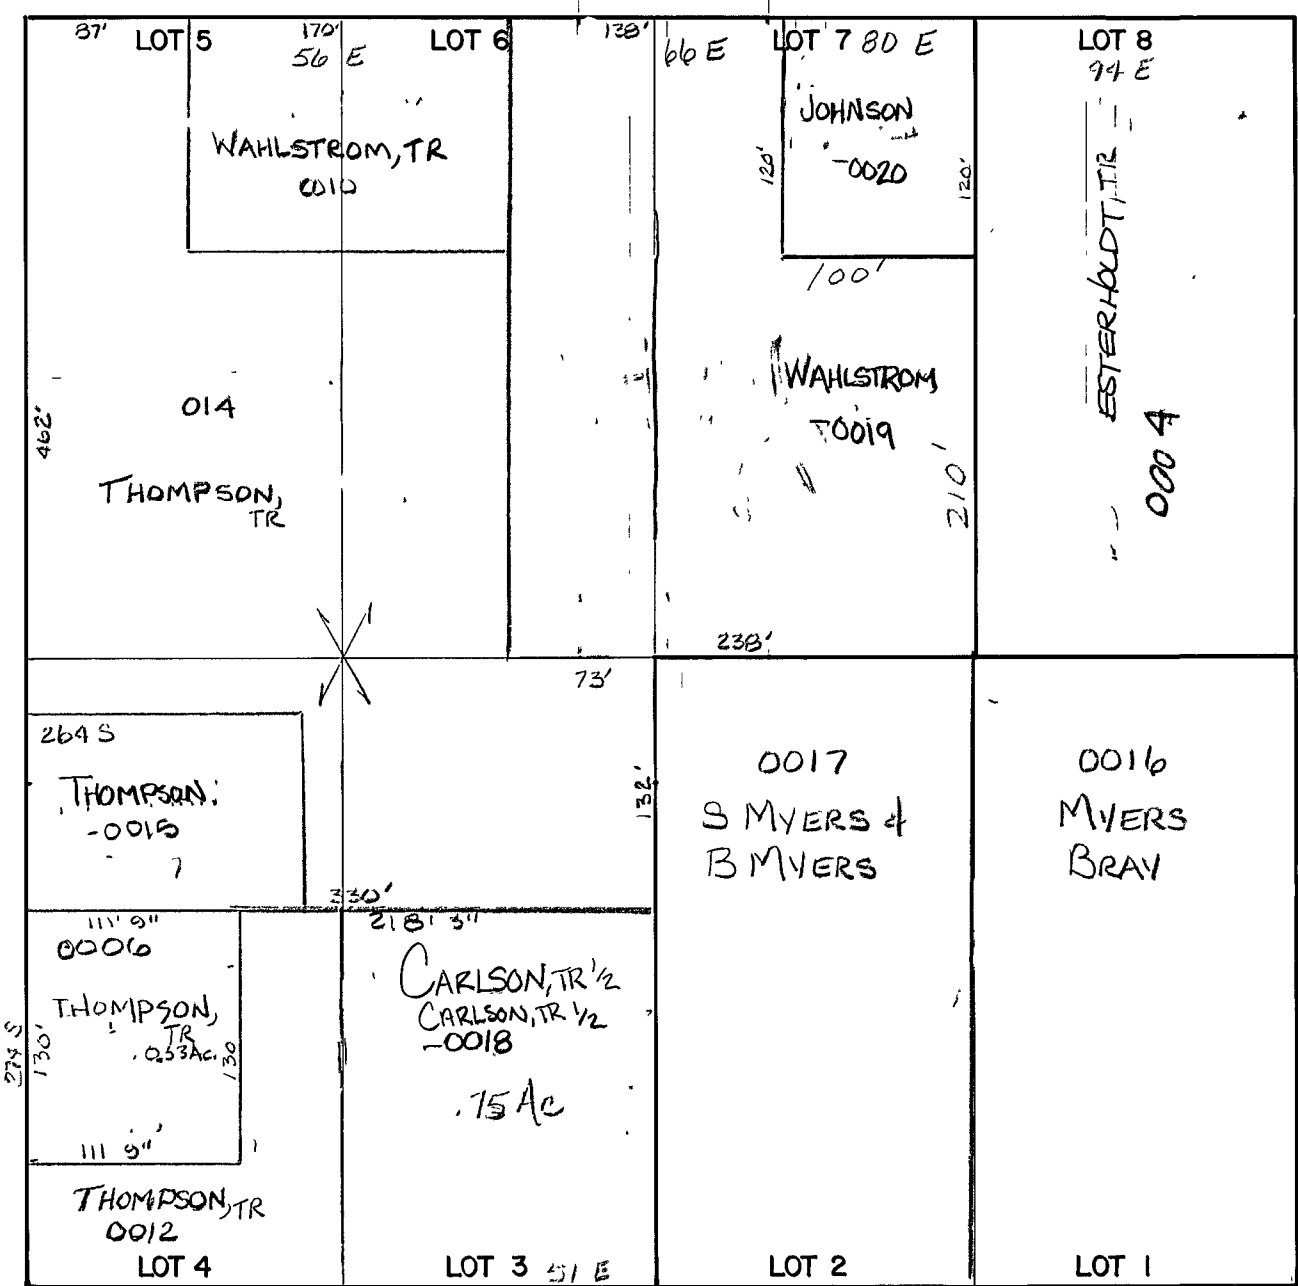 87'
LOT 5
170'
56 E
LOT 6
138'
66 E
LOT 7 80 E
LOT 8
94 E
WAHLSTROM, TR
0010
JOHNSON
-0020
120'
120'
100'
ESTERHOLDT, TR
0004
462'
014
THOMPSON,
TR
WAHLSTROM
-0019
210'
238'
73'
264 S
THOMPSON
-0015
132'
0017
S MYERS &
B MYERS
0016
MYERS
BRAY
330'
111' 9"
218' 3"
0006
THOMPSON,
TR
0.33 Ac.
274 S
130'
130
111 9"
CARLSON, TR 1/2
CARLSON, TR 1/2
-0018
.75 Ac
THOMPSON, TR
0012
LOT 4
LOT 3 51 E
LOT 2
LOT 1